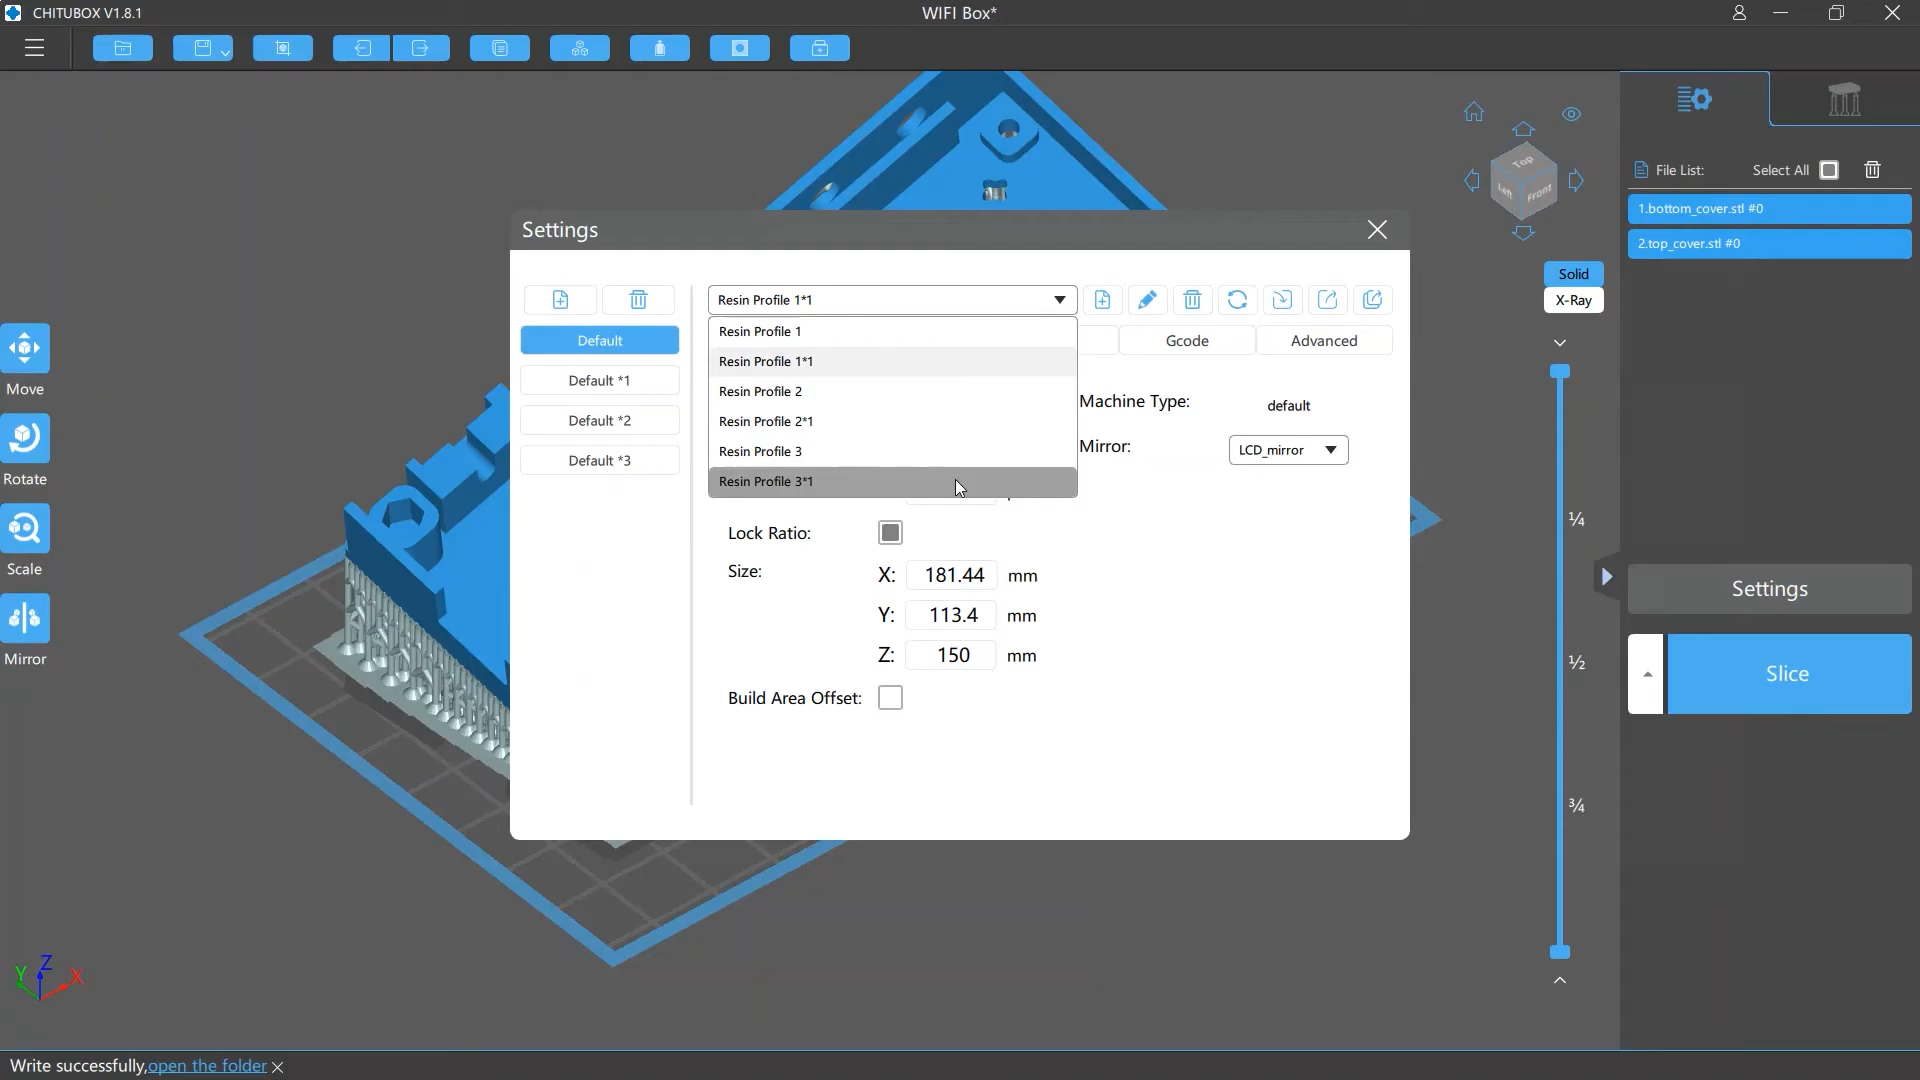 CHITUBOX V1.8.1
WIFI Box*
File List:
Select All
1.bottom_cover.stl #0
2.top_cover.stl #0
Top
Left
Front
Solid
X-Ray
Move
Rotate
Scale
Mirror
Settings
Default
Default *1
Default *2
Default *3
Resin Profile 1*1
Resin Profile 1
Resin Profile 1*1
Resin Profile 2
Resin Profile 2*1
Resin Profile 3
Resin Profile 3*1
Gcode
Advanced
Machine Type: default
Mirror: LCD_mirror
Lock Ratio:
Size: X: 181.44 mm
Y: 113.4 mm
Z: 150 mm
Build Area Offset:
¼
½
¾
Settings
Slice
Z
Y
X
Write successfully,open the folder